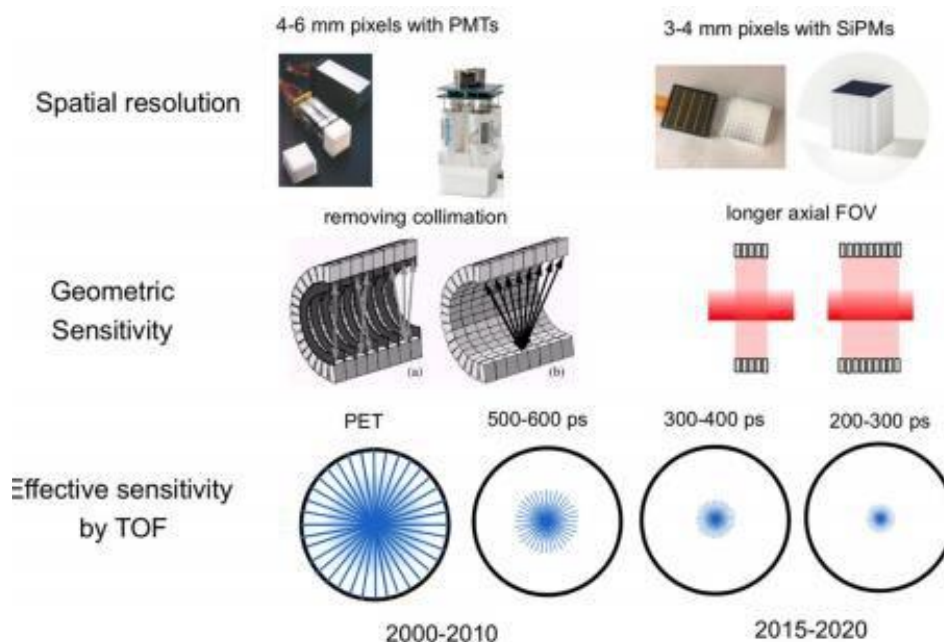 4-6 mm pixels with PMTs
3-4 mm pixels with SiPMs
Spatial resolution
removing collimation
longer axial FOV
Geometric
Sensitivity
(a)
(b)
PET
500-600 ps
300-400 ps
200-300 ps
Effective sensitivity
by TOF
2000-2010
2015-2020